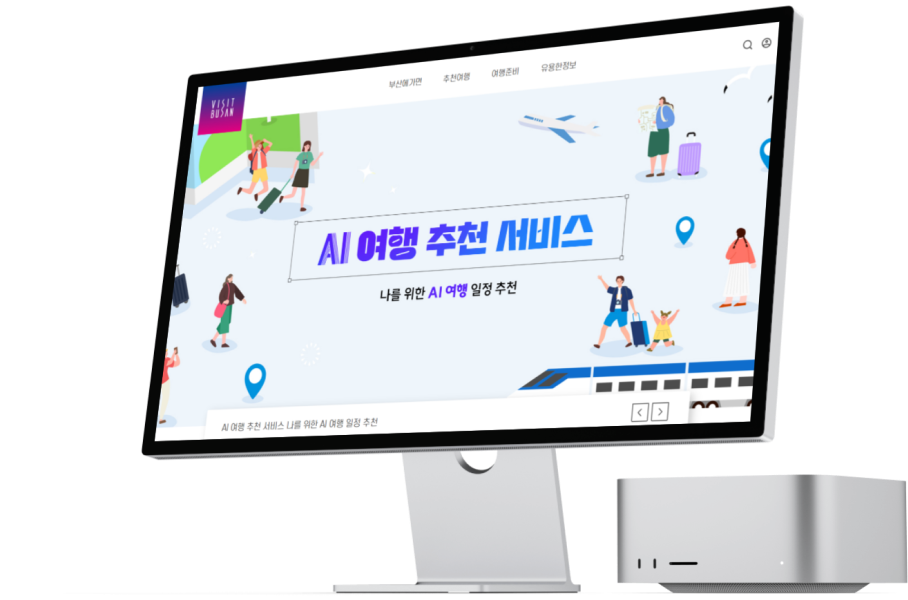 VISIT
BUSAN
부산에가면 추천여행 여행준비 유용한정보
AI 여행 추천 서비스
나를 위한 AI 여행 일정 추천
AI 여행 추천 서비스 나를 위한 AI 여행 일정 추천